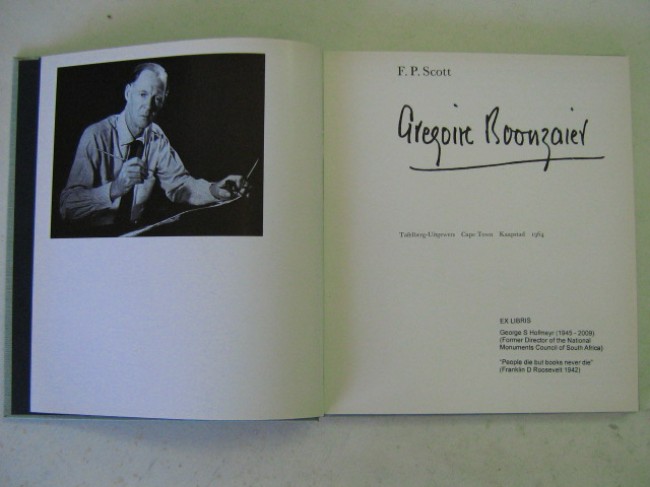 F. P. Scott
Gregoire Boonzaier
Tafelberg-Uitgewers Cape Town Kaapstad 1964
EX LIBRIS
George S Hofmeyr (1945 - 2009)
(Former Director of the National
Monuments Council of South Africa)
"People die but books never die"
(Franklin D Roosevelt 1942)